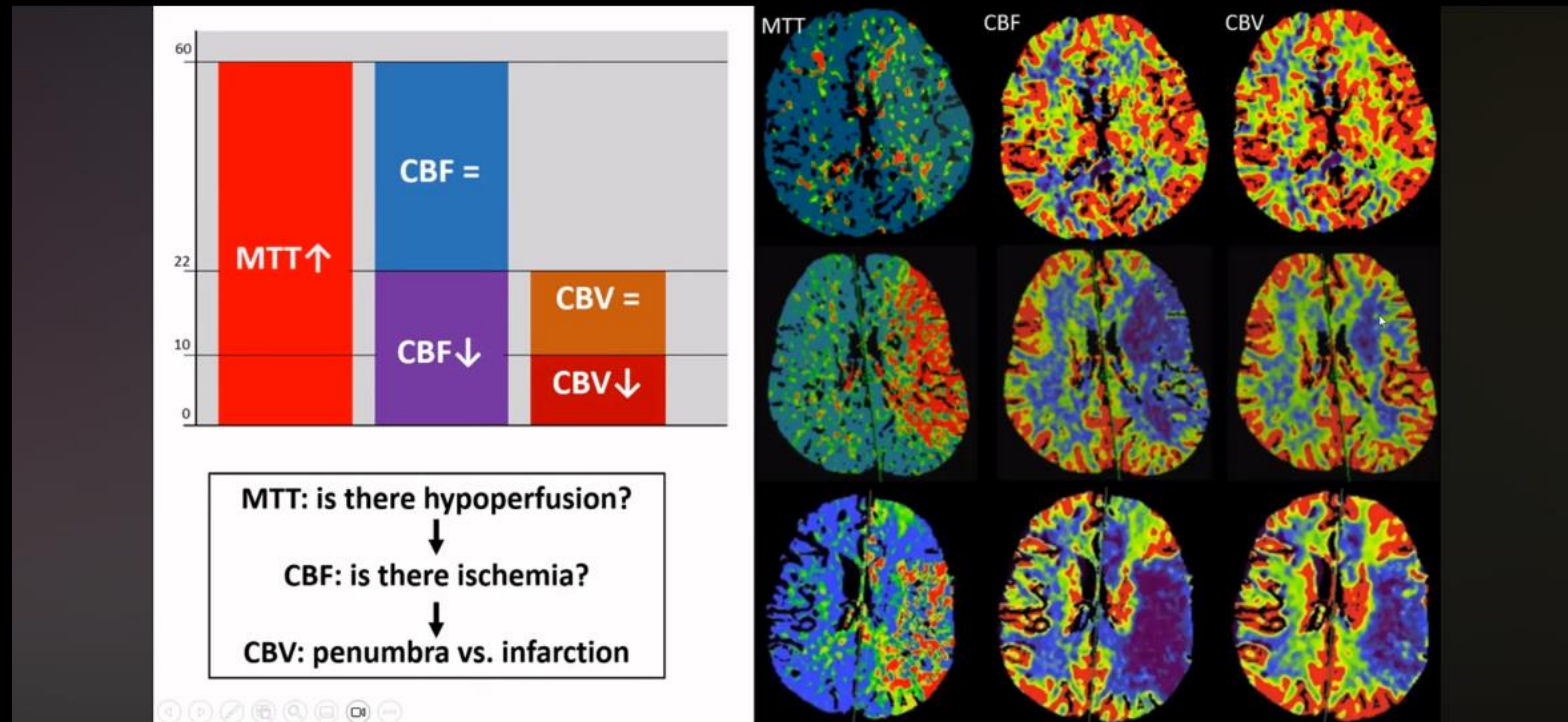 60
22
10
0
MTT↑
CBF =
CBF↓
CBV =
CBV↓
MTT: is there hypoperfusion?
↓
CBF: is there ischemia?
↓
CBV: penumbra vs. infarction
MTT
CBF
CBV